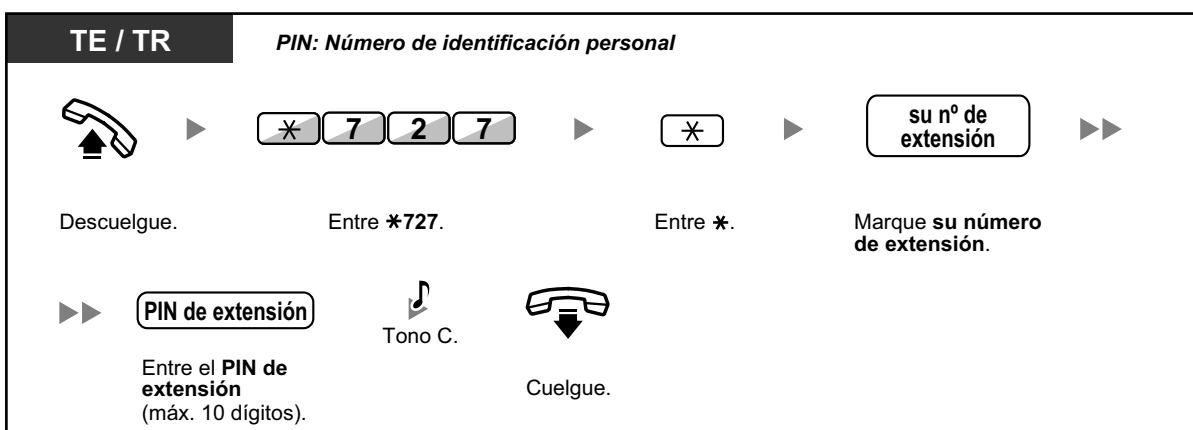 TE / TR
PIN: Número de identificación personal
✳ 7 2 7
✳
su nº de
extensión
Descuelgue.
Entre ✳727.
Entre ✳.
Marque su número
de extensión.
PIN de extensión
Tono C.
Entre el PIN de
extensión
(máx. 10 dígitos).
Cuelgue.